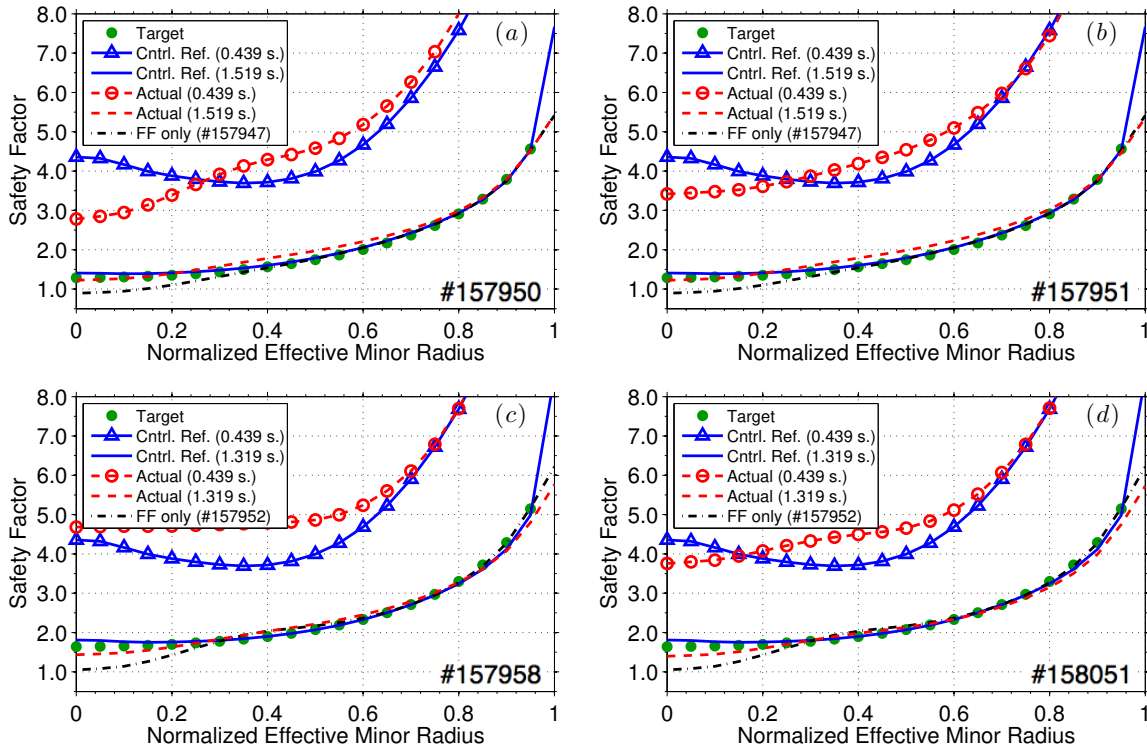 (a)
8.0
7.0
6.0
5.0
4.0
3.0
2.0
1.0
Safety Factor
Target
Cntrl. Ref. (0.439 s.)
Cntrl. Ref. (1.519 s.)
Actual (0.439 s.)
Actual (1.519 s.)
FF only (#157947)
#157950
0 0.2 0.4 0.6 0.8 1
Normalized Effective Minor Radius
(b)
8.0
7.0
6.0
5.0
4.0
3.0
2.0
1.0
Safety Factor
Target
Cntrl. Ref. (0.439 s.)
Cntrl. Ref. (1.519 s.)
Actual (0.439 s.)
Actual (1.519 s.)
FF only (#157947)
#157951
0 0.2 0.4 0.6 0.8 1
Normalized Effective Minor Radius
(c)
8.0
7.0
6.0
5.0
4.0
3.0
2.0
1.0
Safety Factor
Target
Cntrl. Ref. (0.439 s.)
Cntrl. Ref. (1.319 s.)
Actual (0.439 s.)
Actual (1.319 s.)
FF only (#157952)
#157958
0 0.2 0.4 0.6 0.8 1
Normalized Effective Minor Radius
(d)
8.0
7.0
6.0
5.0
4.0
3.0
2.0
1.0
Safety Factor
Target
Cntrl. Ref. (0.439 s.)
Cntrl. Ref. (1.319 s.)
Actual (0.439 s.)
Actual (1.319 s.)
FF only (#157952)
#158051
0 0.2 0.4 0.6 0.8 1
Normalized Effective Minor Radius